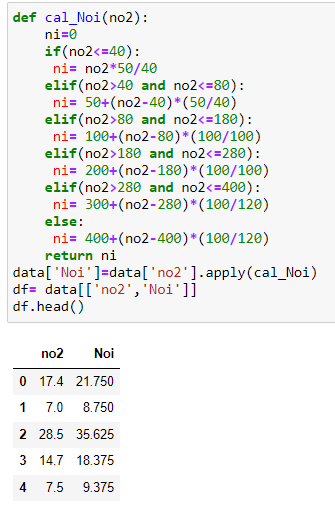 def cal_Noi(no2):
    ni=0
    if(no2<=40):
     ni= no2*50/40
    elif(no2>40 and no2<=80):
     ni= 50+(no2-40)*(50/40)
    elif(no2>80 and no2<=180):
     ni= 100+(no2-80)*(100/100)
    elif(no2>180 and no2<=280):
     ni= 200+(no2-180)*(100/100)
    elif(no2>280 and no2<=400):
     ni= 300+(no2-280)*(100/120)
    else:
     ni= 400+(no2-400)*(100/120)
    return ni
data['Noi']=data['no2'].apply(cal_Noi)
df= data[['no2','Noi']]
df.head()
no2 Noi
0 17.4 21.750
1 7.0 8.750
2 28.5 35.625
3 14.7 18.375
4 7.5 9.375